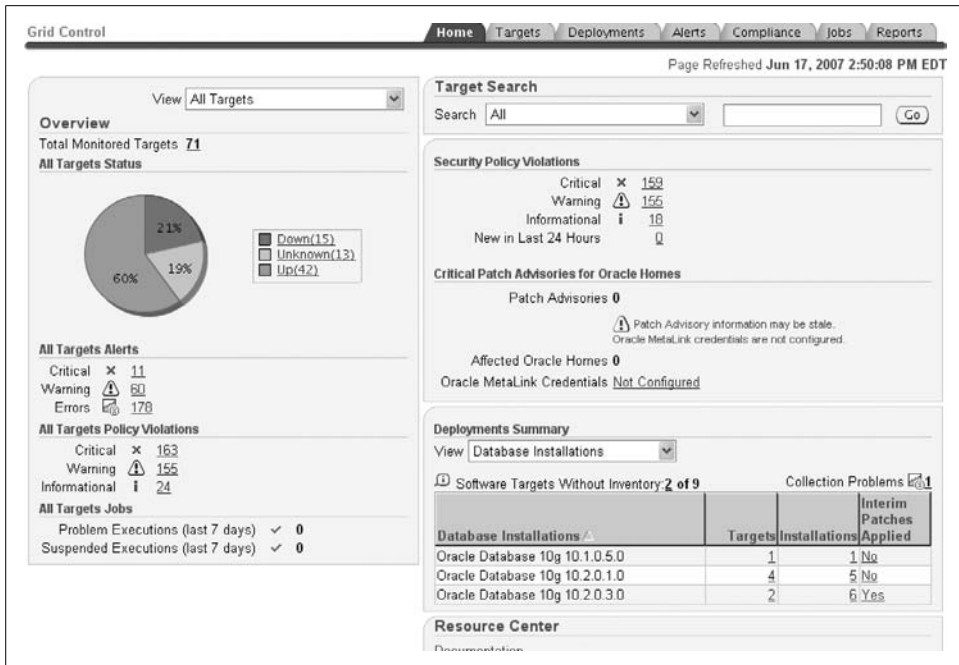 Grid Control
Home Targets Deployments Alerts Compliance Jobs Reports
Page Refreshed Jun 17, 2007 2:50:08 PM EDT
View All Targets
Overview
Total Monitored Targets 71
All Targets Status
21%
19%
60%
Down(15)
Unknown(13)
Up(42)
All Targets Alerts
Critical 11
Warning 60
Errors 178
All Targets Policy Violations
Critical 163
Warning 155
Informational 24
All Targets Jobs
Problem Executions (last 7 days) 0
Suspended Executions (last 7 days) 0
Target Search
Search All Go
Security Policy Violations
Critical 159
Warning 155
Informational 18
New in Last 24 Hours 0
Critical Patch Advisories for Oracle Homes
Patch Advisories 0
Patch Advisory information may be stale.
Oracle MetaLink credentials are not configured.
Affected Oracle Homes 0
Oracle MetaLink Credentials Not Configured
Deployments Summary
View Database Installations
Software Targets Without Inventory:2 of 9 Collection Problems 1
Database Installations Targets Installations Interim Patches Applied
Oracle Database 10g 10.1.0.5.0 1 1 No
Oracle Database 10g 10.2.0.1.0 4 5 No
Oracle Database 10g 10.2.0.3.0 2 6 Yes
Resource Center